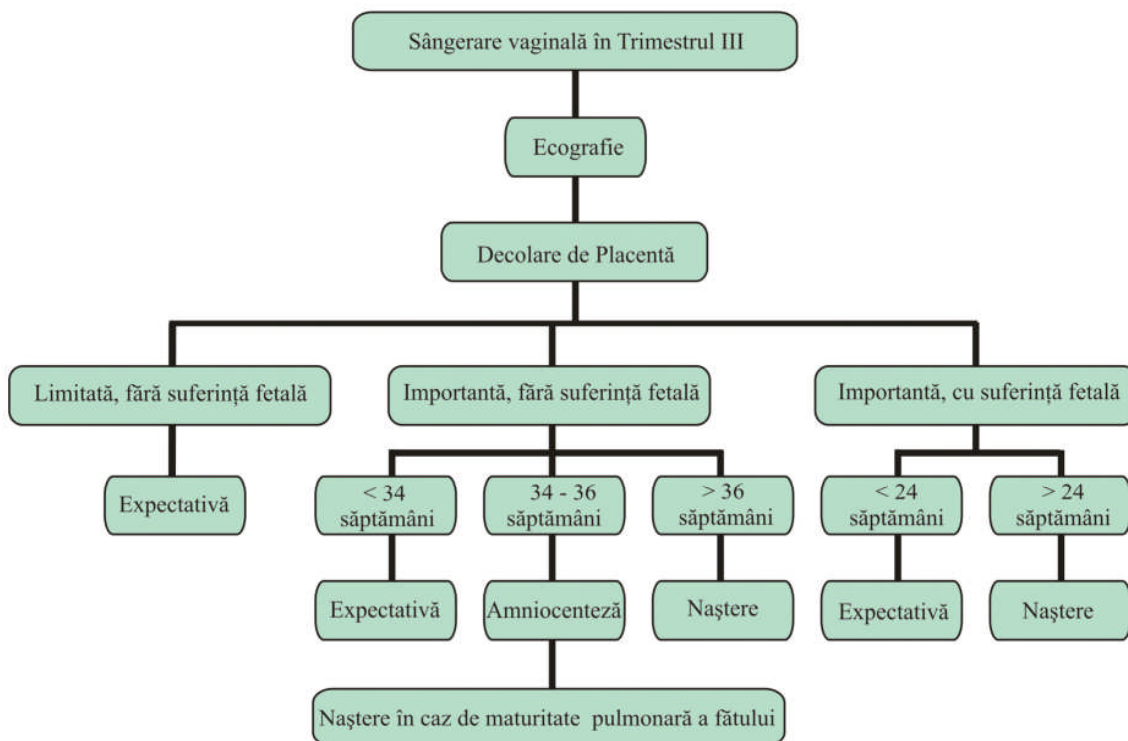 Sângerare vaginală în Trimestrul III
Ecografie
Decolare de Placentă
Limitată, fără suferință fetală
Importantă, fără suferință fetală
Importantă, cu suferință fetală
Expectativă
< 34
săptămâni
34 - 36
săptămâni
> 36
săptămâni
< 24
săptămâni
> 24
săptămâni
Expectativă
Amniocenteză
Naştere
Expectativă
Naştere
Naştere în caz de maturitate pulmonară a fătului